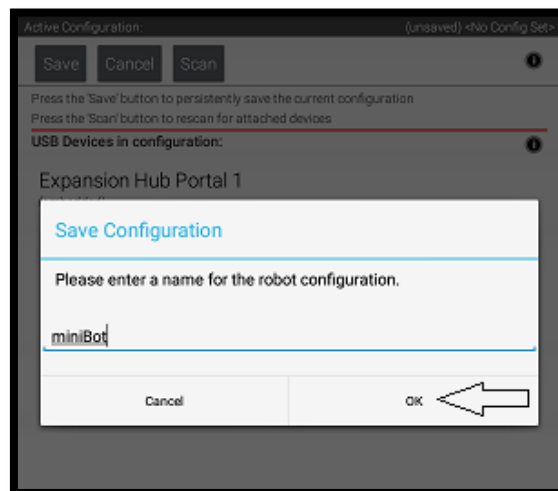 Active Configuration: (unsaved) <No Config Set>
Save Cancel Scan
Press the 'Save' button to persistently save the current configuration
Press the 'Scan' button to rescan for attached devices
USB Devices in configuration:
Expansion Hub Portal 1
Save Configuration
Please enter a name for the robot configuration.
miniBot
Cancel OK